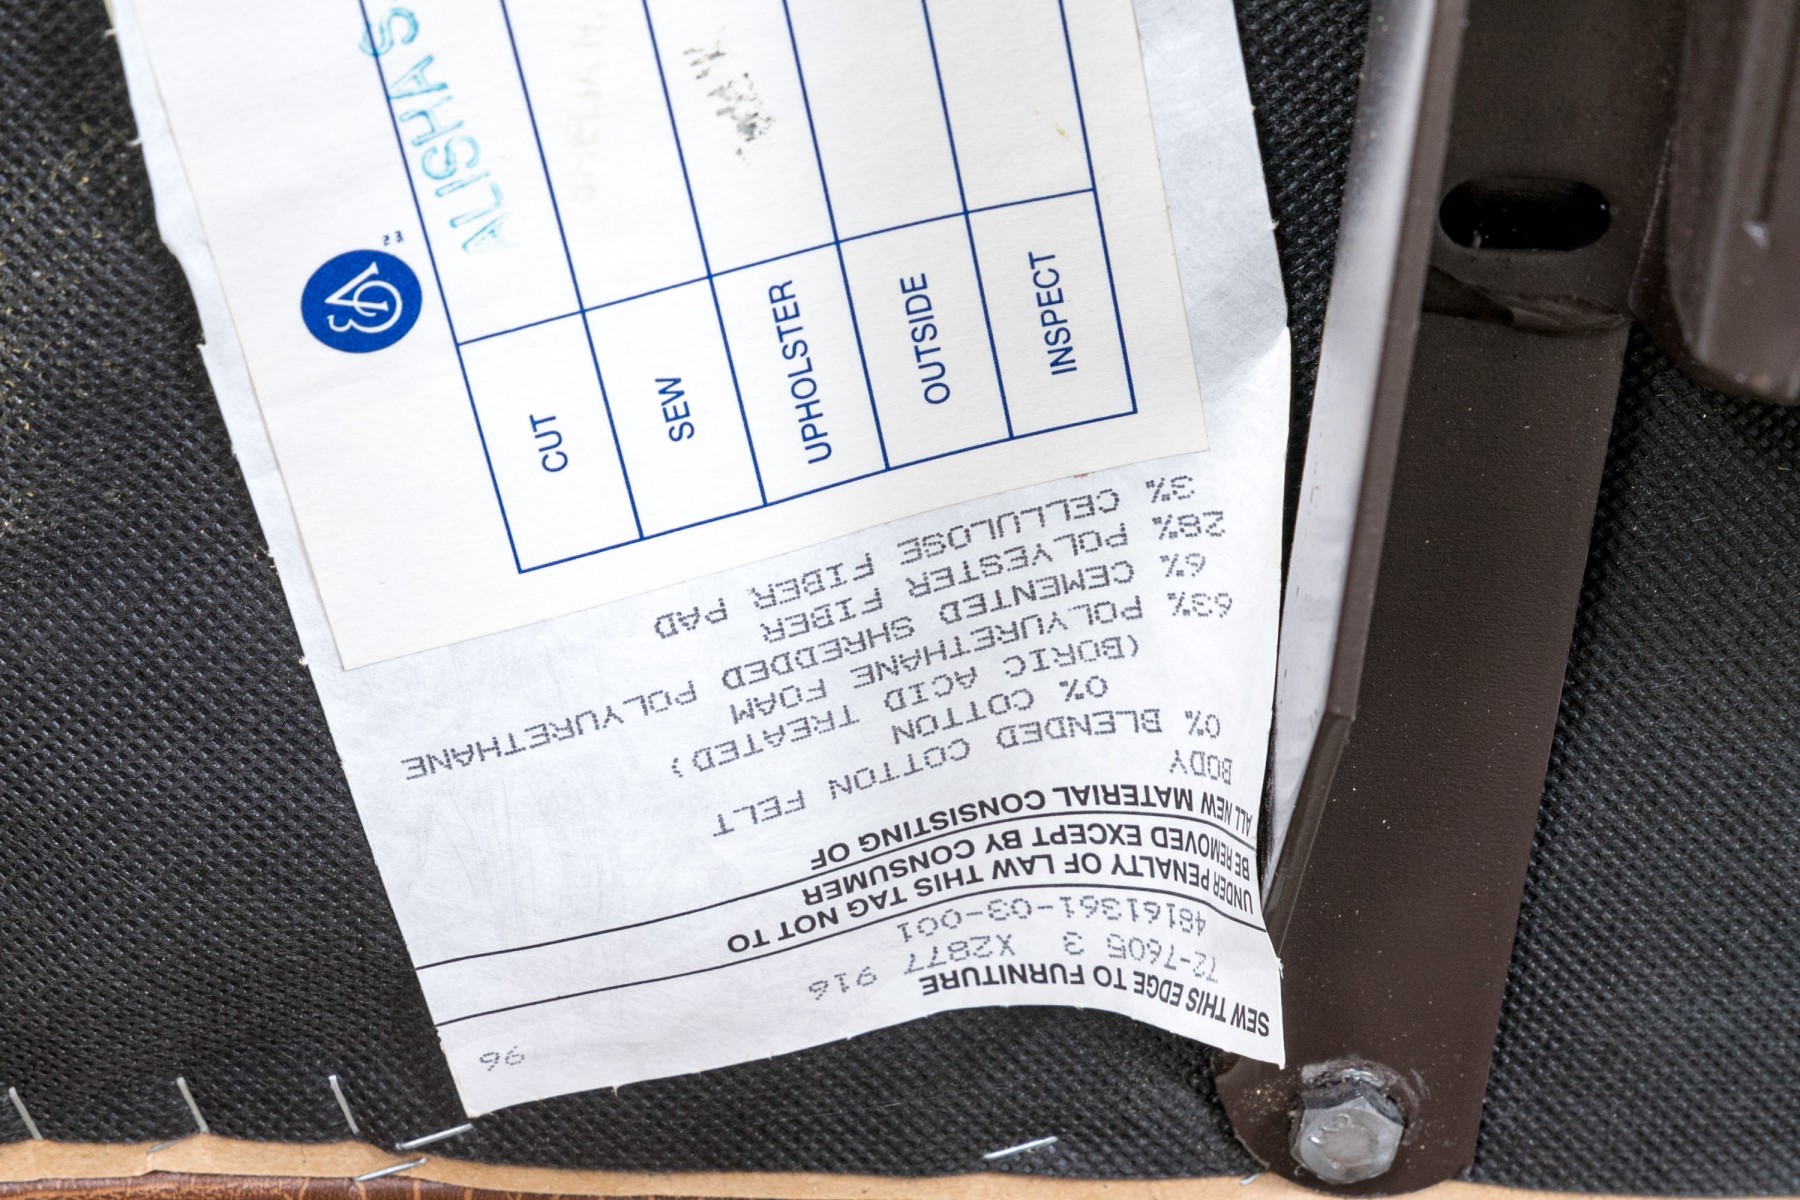 96
SEW THIS EDGE TO FURNITURE
72-7605 3 X2877 916
48161361-03-001
UNDER PENALTY OF LAW THIS TAG NOT TO
BE REMOVED EXCEPT BY CONSUMER
ALL NEW MATERIAL CONSISTING OF
BODY
0% BLENDED COTTON FELT
0% COTTON
(BORIC ACID TREATED)
63% POLYURETHANE FOAM
6% CEMENTED SHREDDED POLYURETHANE
28% POLYESTER FIBER
3% CELLULOSE FIBER PAD
CUT ALISHA S
SEW
UPHOLSTER
OUTSIDE
INSPECT